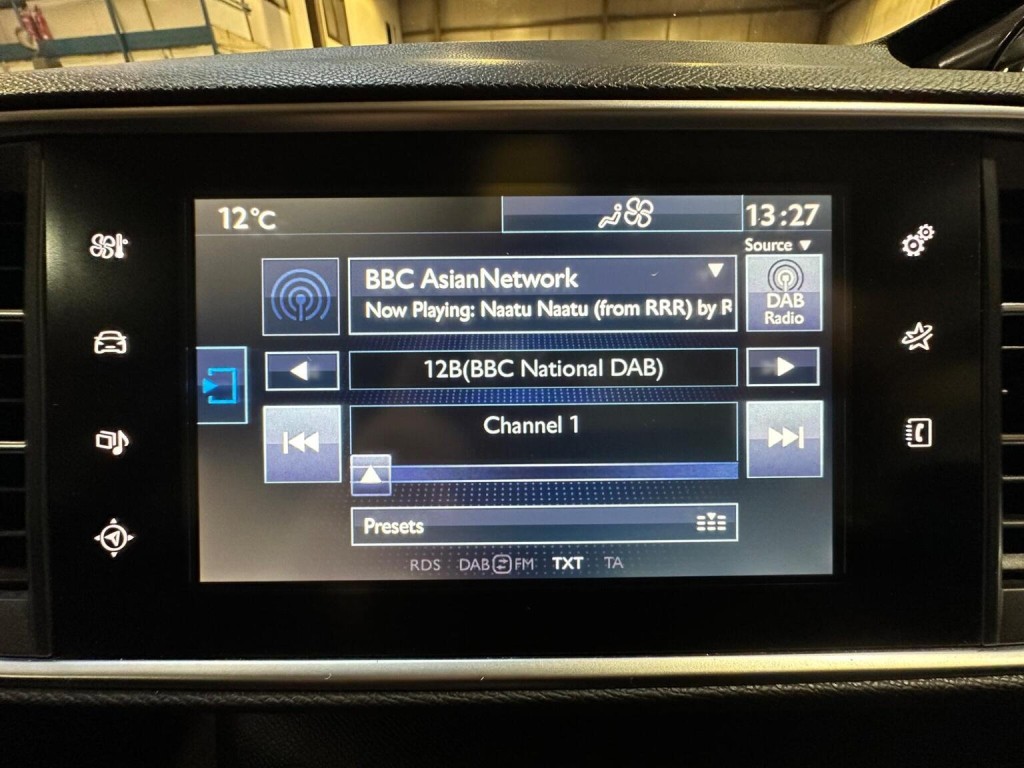 12°C
13:27
Source
BBC AsianNetwork
Now Playing: Naatu Naatu (from RRR) by R
DAB
Radio
12B(BBC National DAB)
Channel 1
Presets
RDS DAB FM TXT TA